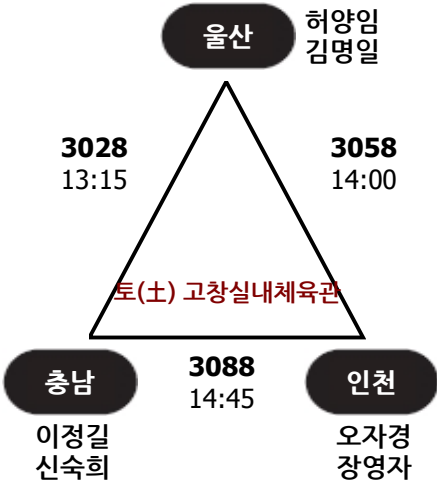 울산
허양임
김명일
3028
13:15
3058
14:00
토(土) 고창실내체육관
충남
3088
14:45
인천
이정길
신숙희
오자경
장영자